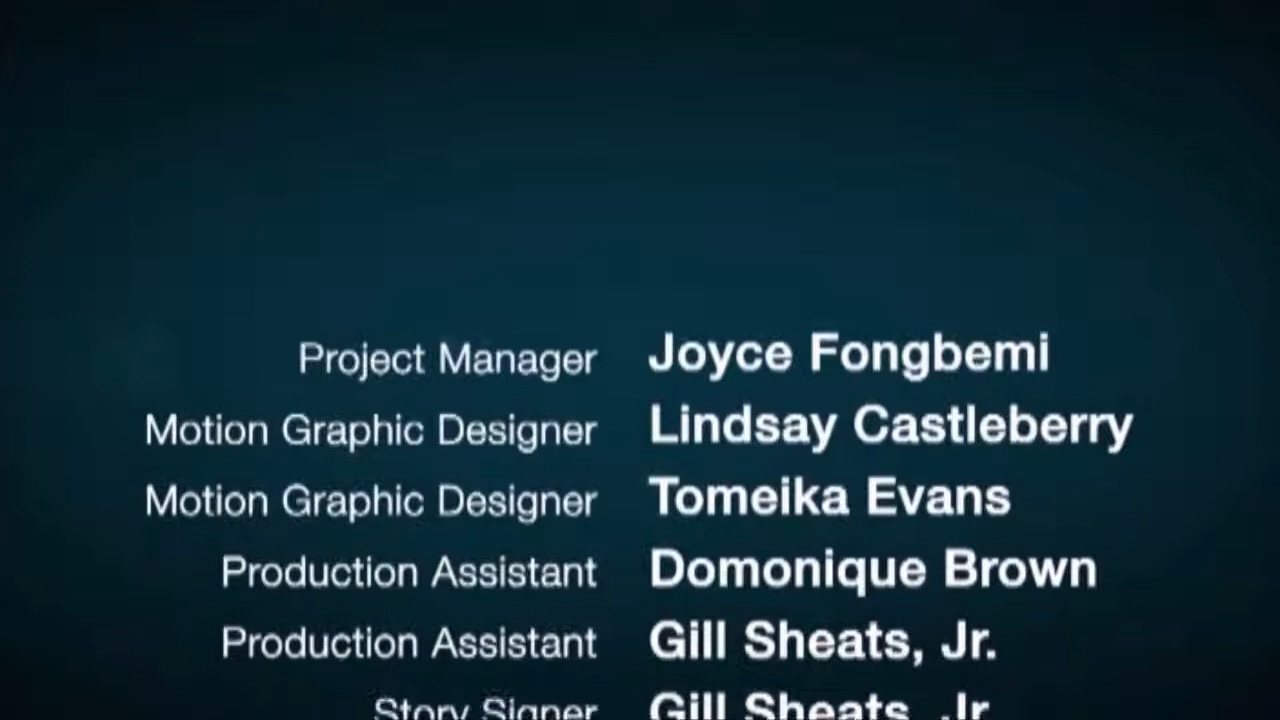 Project Manager Joyce Fongbemi
Motion Graphic Designer Lindsay Castleberry
Motion Graphic Designer Tomeika Evans
Production Assistant Domonique Brown
Production Assistant Gill Sheats, Jr.
Story Signer Gill Sheats, Jr.